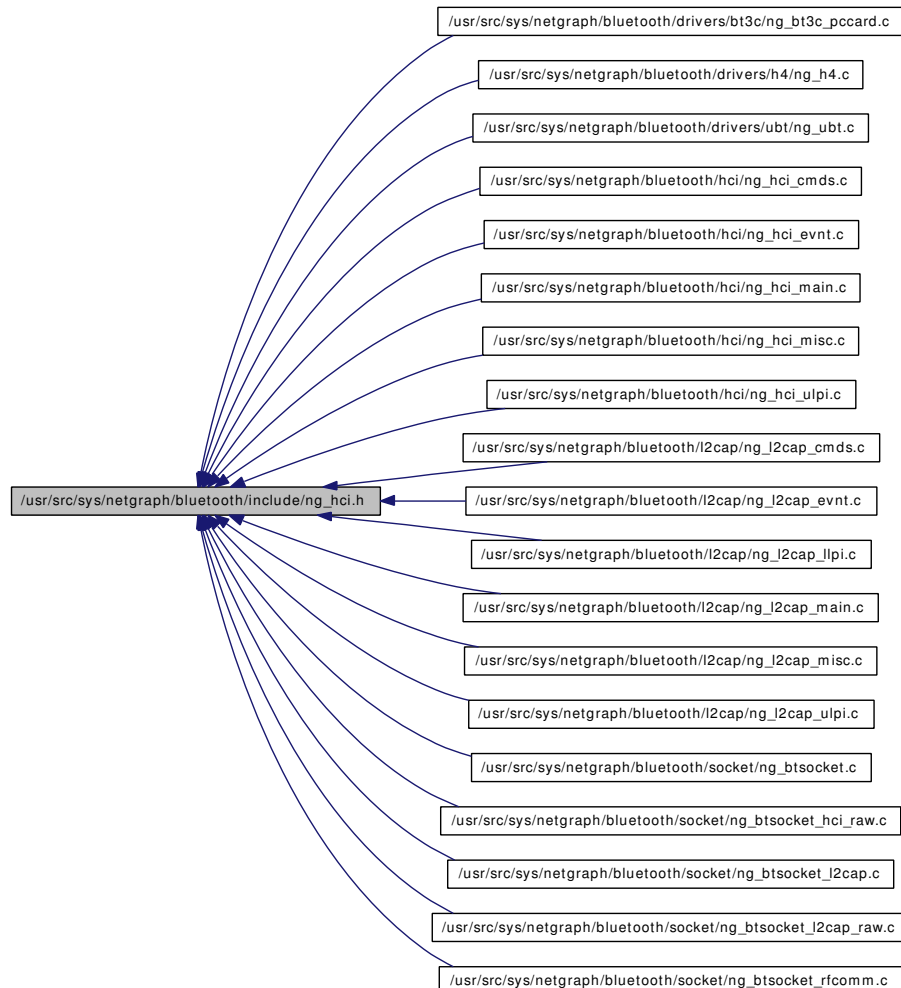 /usr/src/sys/netgraph/bluetooth/drivers/bt3c/ng_bt3c_pccard.c
/usr/src/sys/netgraph/bluetooth/drivers/h4/ng_h4.c
/usr/src/sys/netgraph/bluetooth/drivers/ubt/ng_ubt.c
/usr/src/sys/netgraph/bluetooth/hci/ng_hci_cmds.c
/usr/src/sys/netgraph/bluetooth/hci/ng_hci_evnt.c
/usr/src/sys/netgraph/bluetooth/hci/ng_hci_main.c
/usr/src/sys/netgraph/bluetooth/hci/ng_hci_misc.c
/usr/src/sys/netgraph/bluetooth/hci/ng_hci_ulpi.c
/usr/src/sys/netgraph/bluetooth/l2cap/ng_l2cap_cmds.c
/usr/src/sys/netgraph/bluetooth/include/ng_hci.h
/usr/src/sys/netgraph/bluetooth/l2cap/ng_l2cap_evnt.c
/usr/src/sys/netgraph/bluetooth/l2cap/ng_l2cap_llpi.c
/usr/src/sys/netgraph/bluetooth/l2cap/ng_l2cap_main.c
/usr/src/sys/netgraph/bluetooth/l2cap/ng_l2cap_misc.c
/usr/src/sys/netgraph/bluetooth/l2cap/ng_l2cap_ulpi.c
/usr/src/sys/netgraph/bluetooth/socket/ng_btsocket.c
/usr/src/sys/netgraph/bluetooth/socket/ng_btsocket_hci_raw.c
/usr/src/sys/netgraph/bluetooth/socket/ng_btsocket_l2cap.c
/usr/src/sys/netgraph/bluetooth/socket/ng_btsocket_l2cap_raw.c
/usr/src/sys/netgraph/bluetooth/socket/ng_btsocket_rfcomm.c